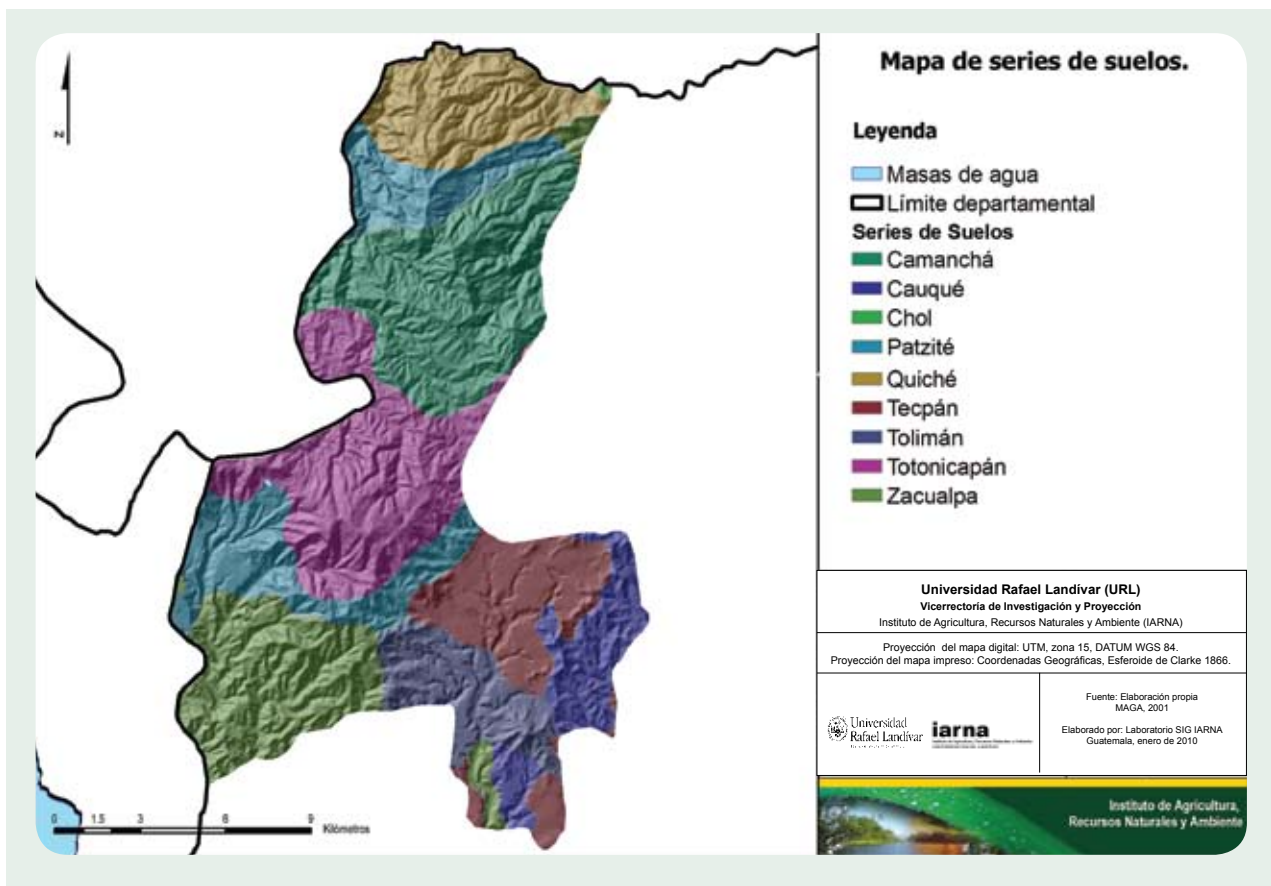 N
Mapa de series de suelos.
Leyenda
Masas de agua
Límite departamental
Series de Suelos
Camanchá
Cauqué
Chol
Patzité
Quiché
Tecpán
Tolimán
Totonicapán
Zacualpa
0 1.5 3 6 9
Kilómetros
Universidad Rafael Landívar (URL)
Vicerrectoría de Investigación y Proyección
Instituto de Agricultura, Recursos Naturales y Ambiente (IARNA)
Proyección del mapa digital: UTM, zona 15, DATUM WGS 84.
Proyección del mapa impreso: Coordenadas Geográficas, Esferoide de Clarke 1866.
Universidad
Rafael Landívar
iarna
Fuente: Elaboración propia
MAGA, 2001
Elaborado por: Laboratorio SIG IARNA
Guatemala, enero de 2010
Instituto de Agricultura,
Recursos Naturales y Ambiente